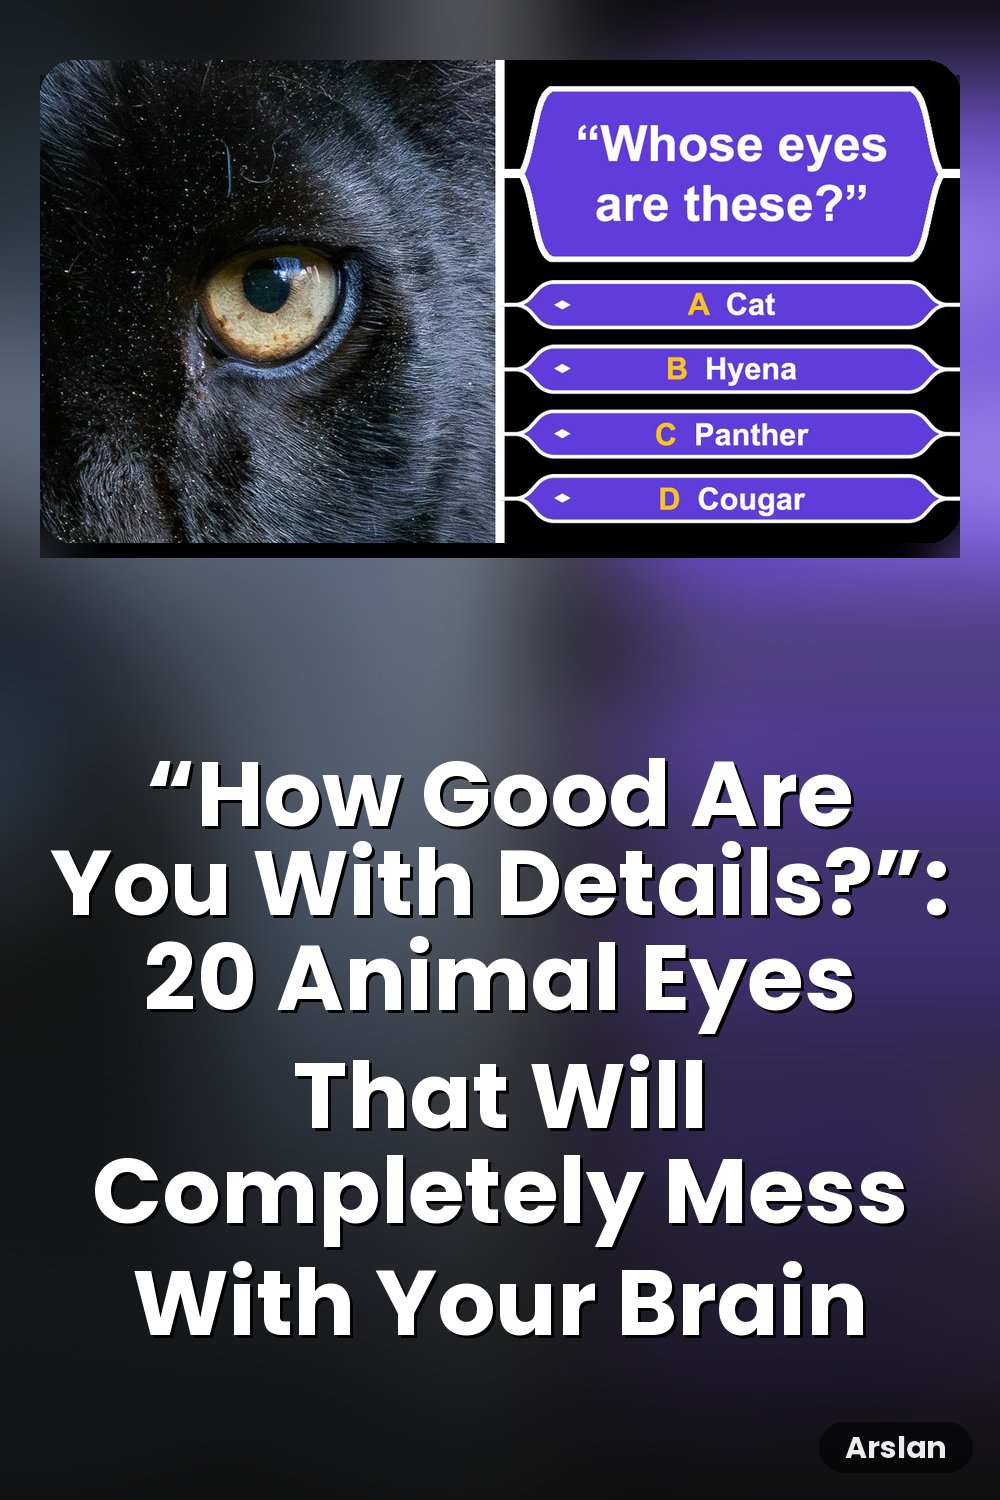 “Whose eyes
are these?”
A Cat
B Hyena
C Panther
D Cougar
“How Good Are
You With Details?”:
20 Animal Eyes
That Will
Completely Mess
With Your Brain
Arslan